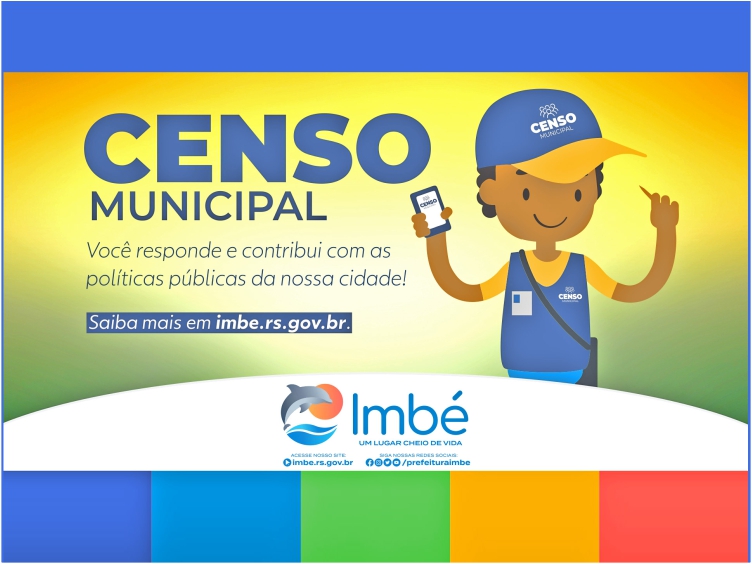 CENSO
MUNICIPAL
Você responde e contribui com as
políticas públicas da nossa cidade!
Saiba mais em imbe.rs.gov.br.
CENSO
MUNICIPAL
CENSO
CENSO
MUNICIPAL
Imbé
UM LUGAR CHEIO DE VIDA
ACESSE NOSSO SITE:
imbe.rs.gov.br
SIGA NOSSAS REDES SOCIAIS:
/prefeituraimbe